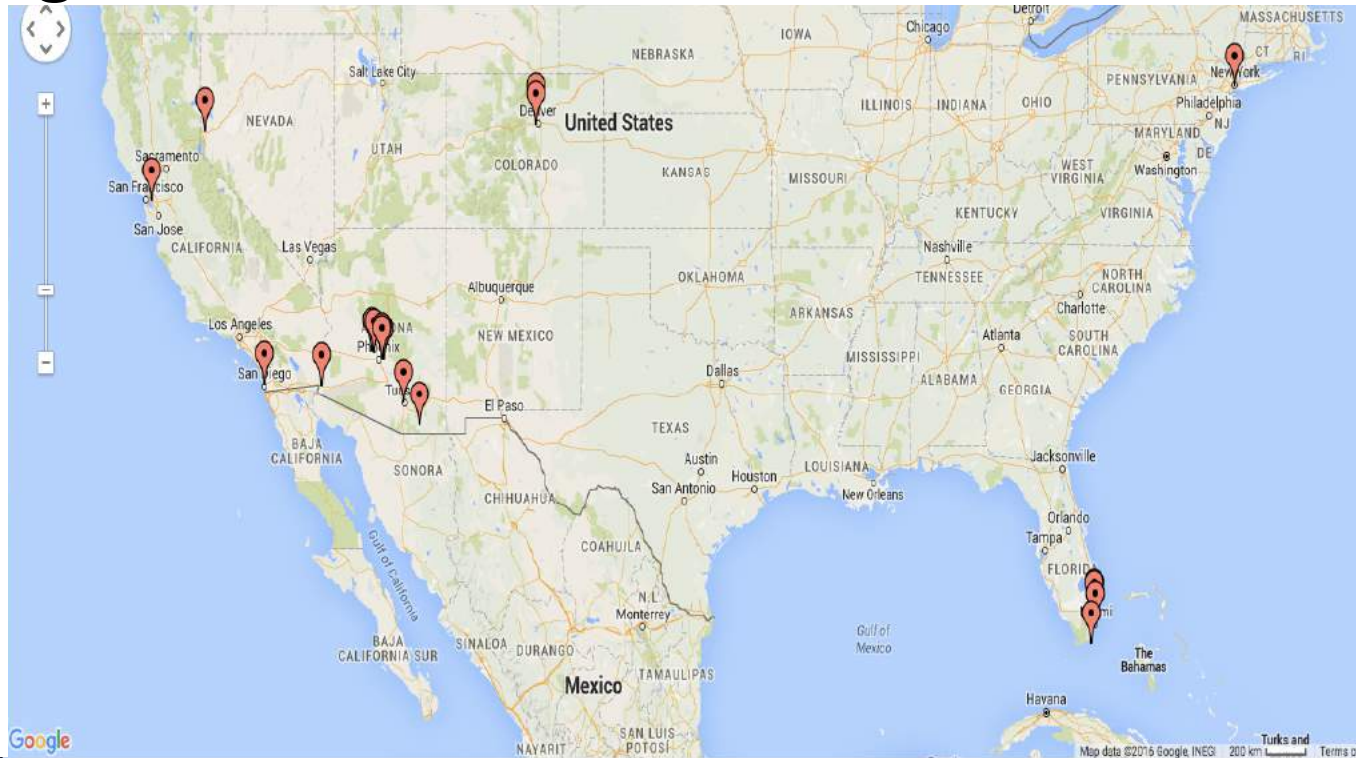 Detroit
MASSACHUSETTS
Chicago
IOWA
NEBRASKA
CT
RI
Salt Lake City
New York
PENNSYLVANIA
ILLINOIS
INDIANA
OHIO
Philadelphia
NJ
NEVADA
United States
MARYLAND
UTAH
DE
Sacramento
COLORADO
KANSAS
MISSOURI
WEST
VIRGINIA
Washington
San Francisco
San Jose
KENTUCKY
VIRGINIA
CALIFORNIA
Las Vegas
Nashville
TENNESSEE
OKLAHOMA
NORTH
CAROLINA
Albuquerque
Charlotte
ARKANSAS
Los Angeles
NEW MEXICO
Atlanta
SOUTH
CAROLINA
MISSISSIPPI
San Diego
Dallas
ALABAMA
GEORGIA
El Paso
TEXAS
BAJA
CALIFORNIA
SONORA
Austin
Houston
LOUISIANA
Jacksonville
San Antonio
New Orleans
CHIHUAHUA
Orlando
Tampa
COAHUILA
FLORIDA
Gulf of California
N.L.
Monterrey
Gulf of
Mexico
BAJA
CALIFORNIA SUR
SINALOA
DURANGO
The
Bahamas
TAMAULIPAS
Mexico
Havana
SAN LUIS
POTOSÍ
NAYARIT
Turks and
Google
Map data ©2016 Google, INEGI
200 km